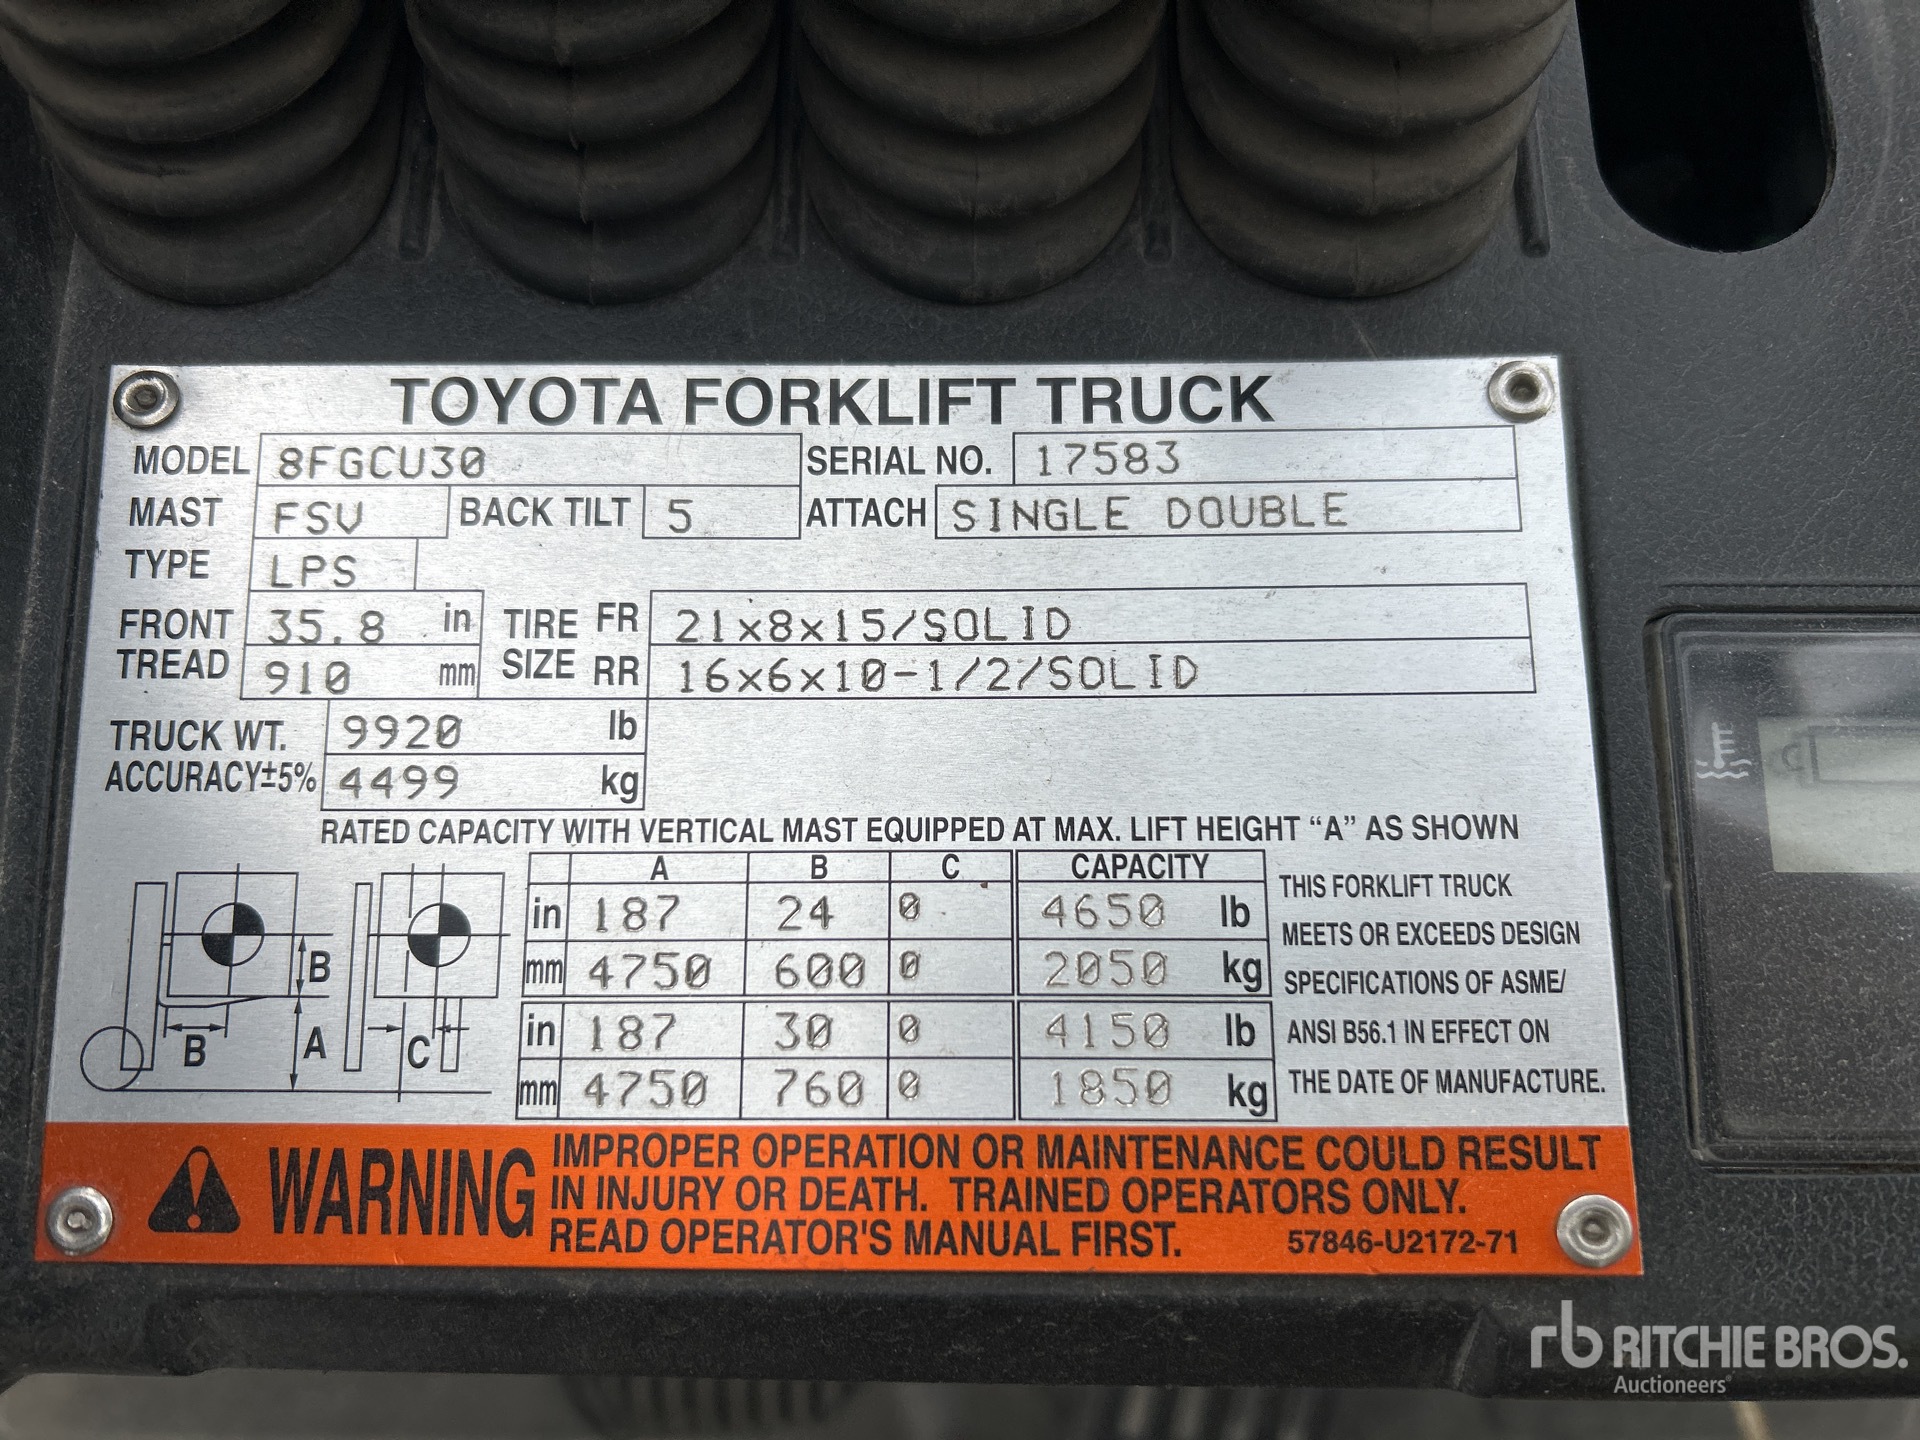 TOYOTA FORKLIFT TRUCK
MODEL 8FGCU30 SERIAL NO. 17583
MAST FSV BACK TILT 5 ATTACH SINGLE DOUBLE
TYPE LPS
FRONT TREAD 35.8 in TIRE SIZE FR 21x8x15/SOLID
910 mm RR 16x6x10-1/2/SOLID
TRUCK WT. 9920 lb
ACCURACY±5% 4499 kg
RATED CAPACITY WITH VERTICAL MAST EQUIPPED AT MAX. LIFT HEIGHT "A" AS SHOWN
A B C CAPACITY
in 187 24 0 4650 lb
mm 4750 600 0 2050 kg
in 187 30 0 4150 lb
mm 4750 760 0 1850 kg
B
B
A
C
THIS FORKLIFT TRUCK
MEETS OR EXCEEDS DESIGN
SPECIFICATIONS OF ASME/
ANSI B56.1 IN EFFECT ON
THE DATE OF MANUFACTURE.
WARNING
IMPROPER OPERATION OR MAINTENANCE COULD RESULT
IN INJURY OR DEATH. TRAINED OPERATORS ONLY.
READ OPERATOR'S MANUAL FIRST. 57846-U2172-71
rb RITCHIE BROS.
Auctioneers